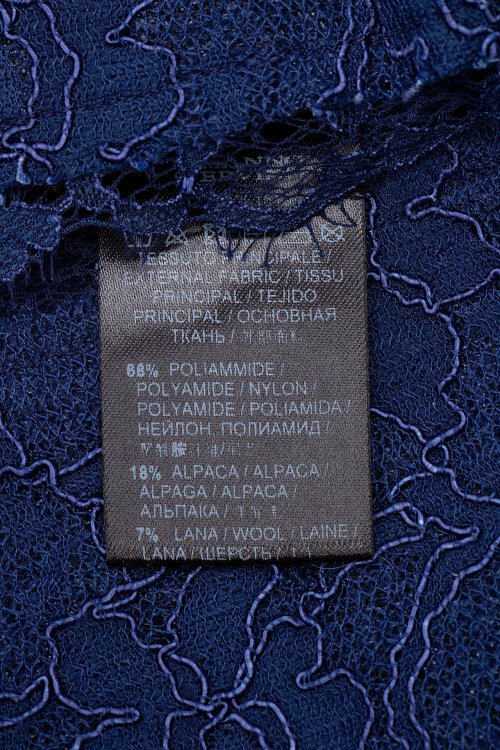 TESSUTO PRINCIPALE
EXTERNAL FABRIC / TISSU
PRINCIPAL / TEJIDO
PRINCIPAL / ОСНОВНАЯ
ТКАНЬ /
68% POLIAMMIDE /
POLYAMIDE / NYLON /
POLYAMIDE / POLIAMIDA /
НЕЙЛОН, ПОЛИАМИД /
18% ALPACA / ALPACA /
ALPAGA / ALPACA /
АЛЬПАКА /
7% LANA / WOOL / LAINE /
LANA / ШЕРСТЬ /